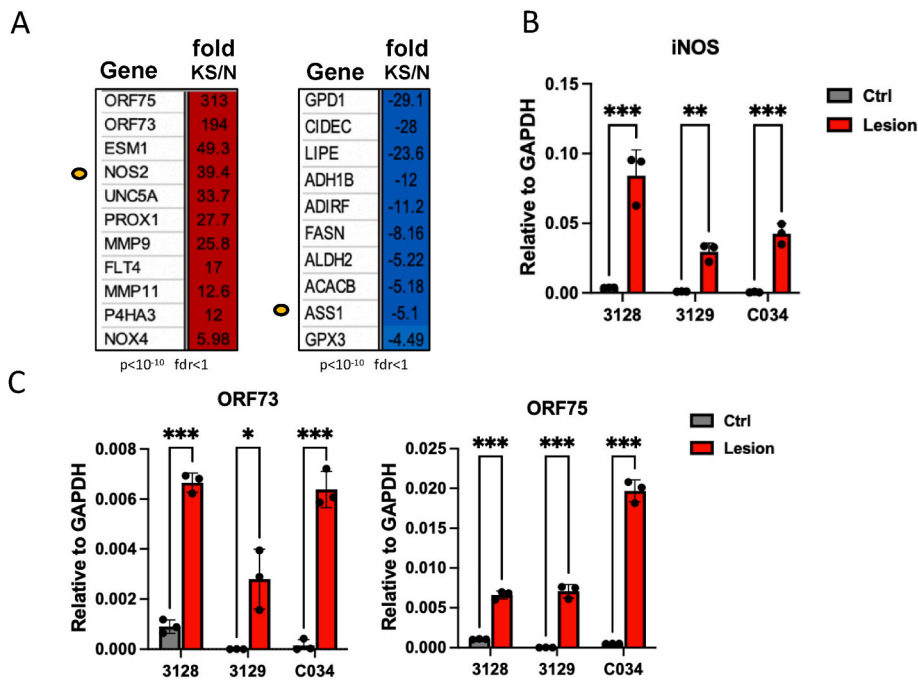 A
Gene fold KS/N
ORF75 313
ORF73 194
ESM1 49.3
NOS2 39.4
UNC5A 33.7
PROX1 27.7
MMP9 25.8
FLT4 17
MMP11 12.6
P4HA3 12
NOX4 5.98
p<10-10 fdr<1
Gene fold KS/N
GPD1 -29.1
CIDEC -28
LIPE -23.6
ADH1B -12
ADIRF -11.2
FASN -8.16
ALDH2 -5.22
ACACB -5.18
ASS1 -5.1
GPX3 -4.49
p<10-10 fdr<1
B
iNOS
Relative to GAPDH
0.15
0.10
0.05
0.00
*** ** ***
3128 3129 C034
Ctrl
Lesion
C
ORF73
Relative to GAPDH
0.008
0.006
0.004
0.002
0.000
*** * ***
3128 3129 C034
ORF75
Relative to GAPDH
0.025
0.020
0.015
0.010
0.005
0.000
*** *** ***
3128 3129 C034
Ctrl
Lesion